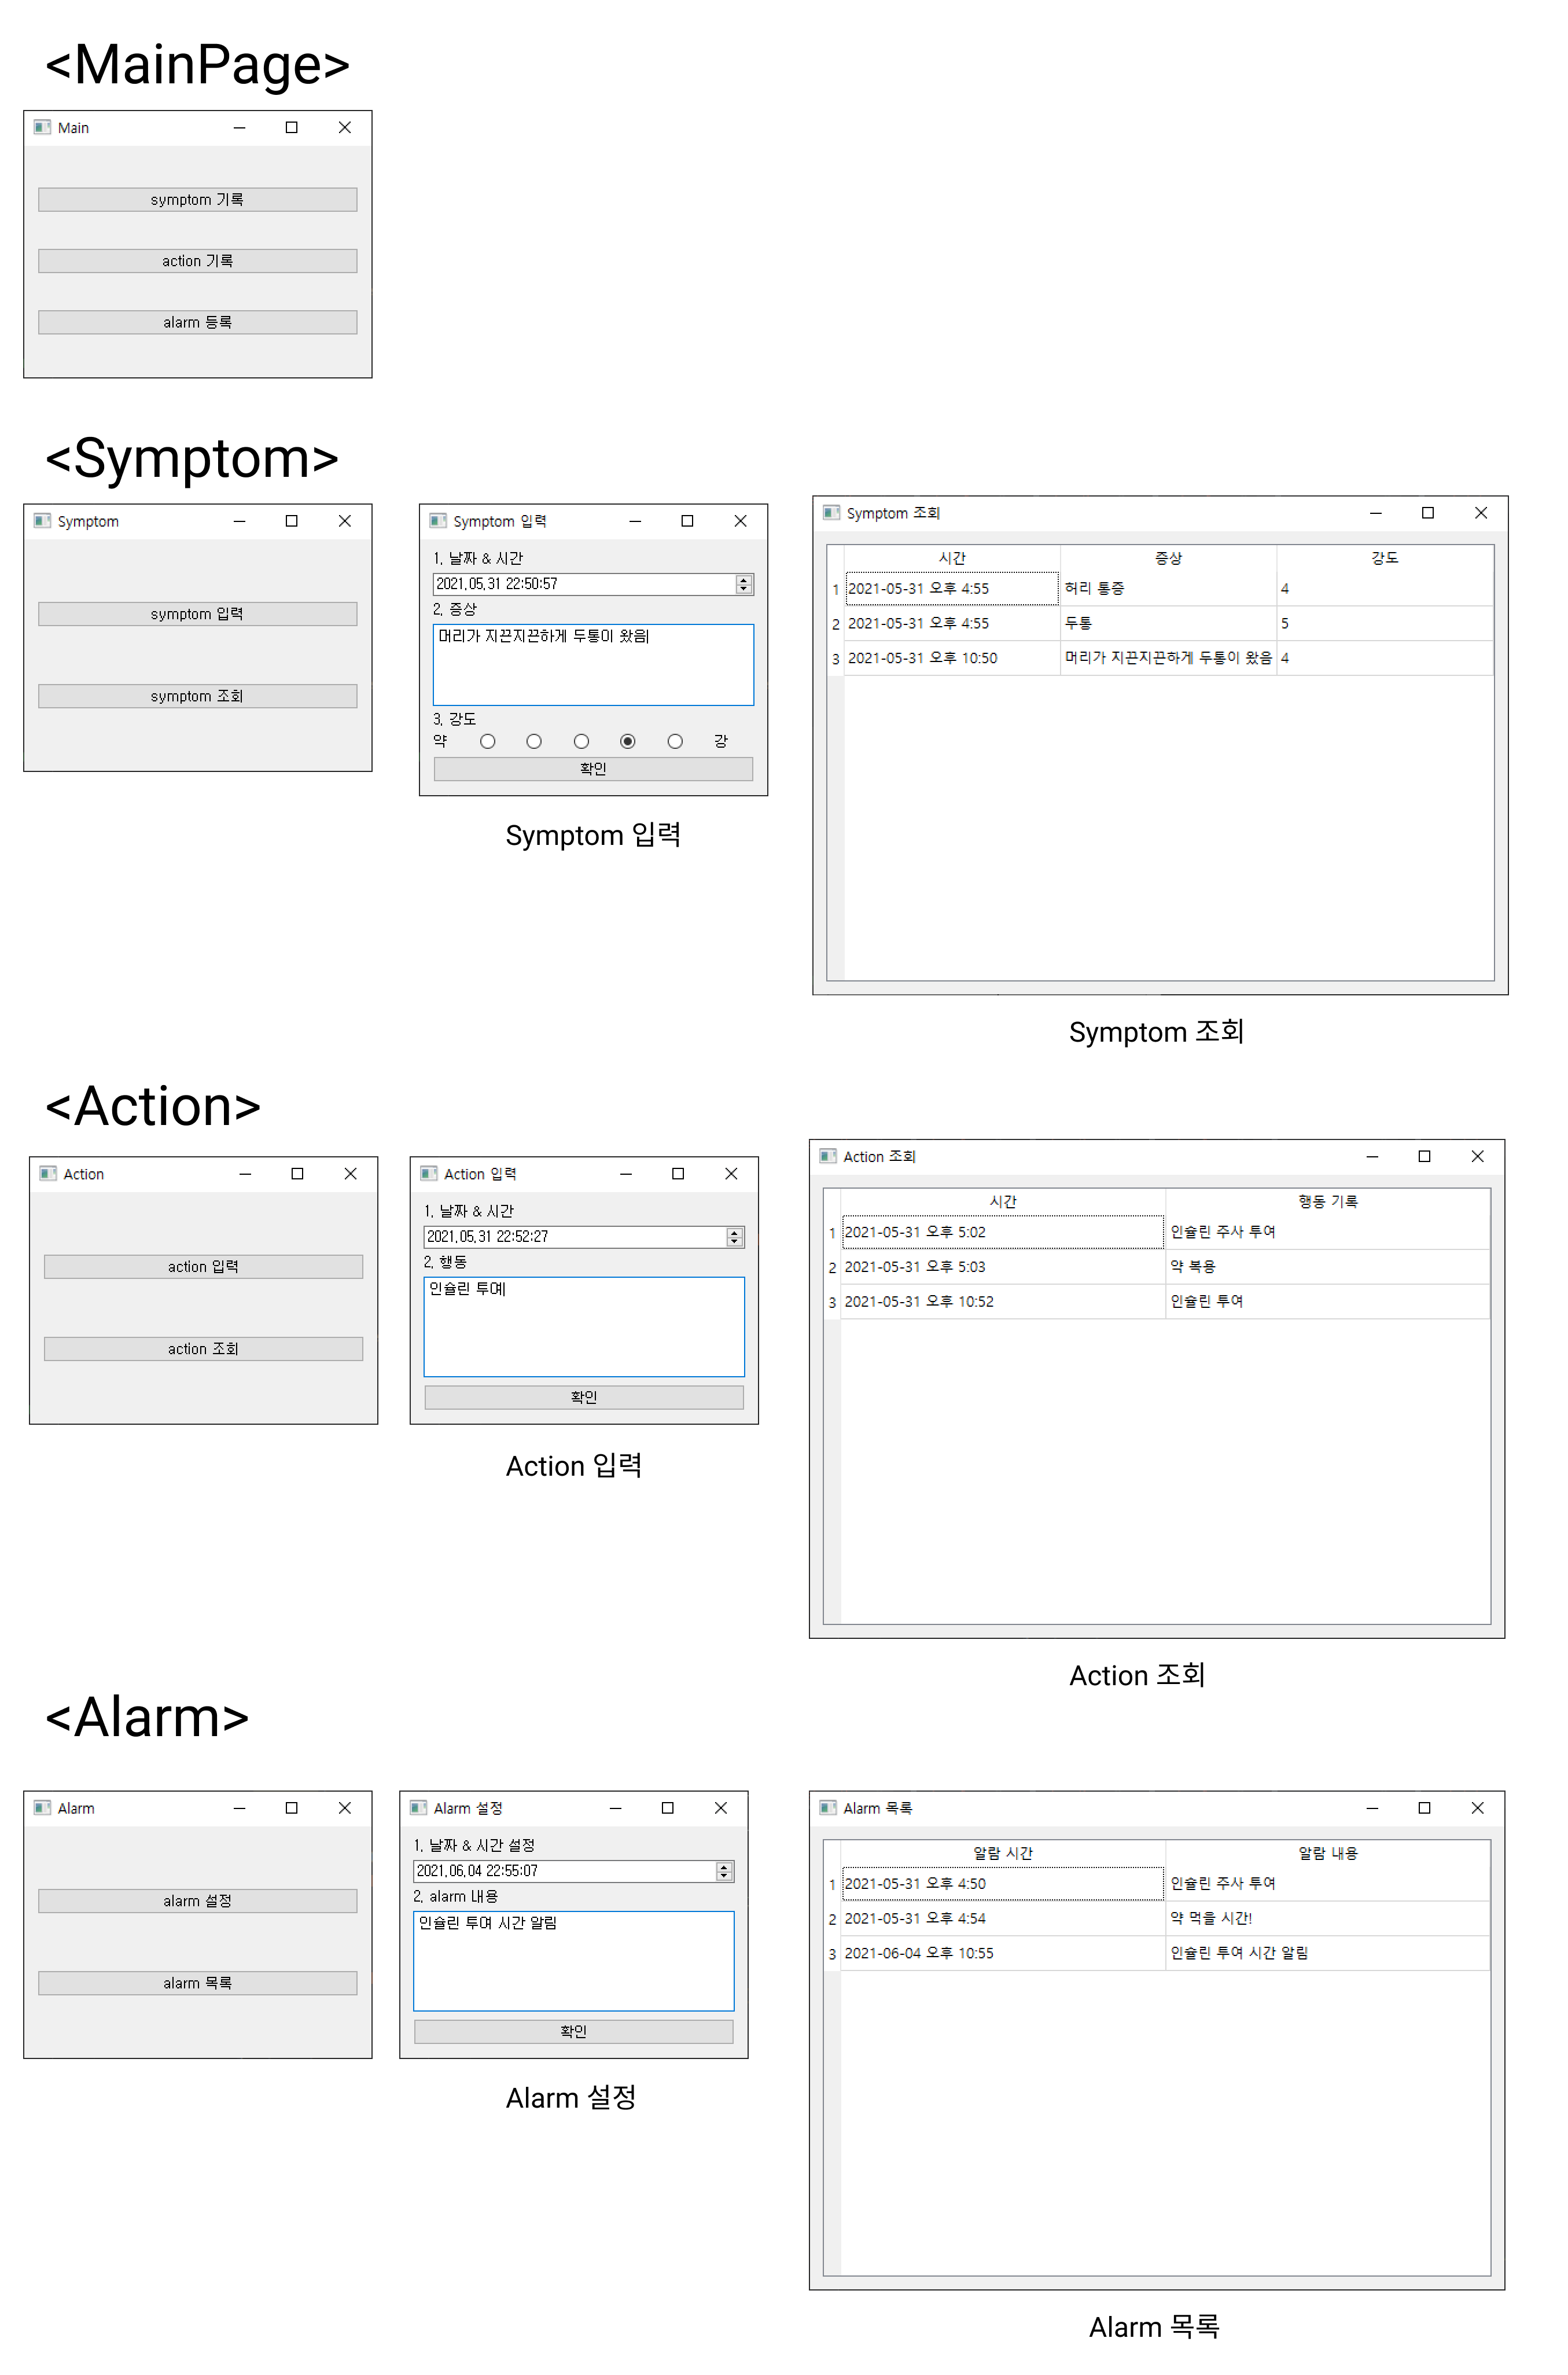 <MainPage>
Main
symptom 기록
action 기록
alarm 등록
<Symptom>
Symptom
symptom 입력
symptom 조회
Symptom 입력
1. 날짜 & 시간
2021.05.31 22:50:57
2. 증상
머리가 지끈지끈하게 두통이 왔음
3. 강도
약 강
확인
Symptom 입력
Symptom 조회
시간 증상 강도
1 2021-05-31 오후 4:55 허리 통증 4
2 2021-05-31 오후 4:55 두통 5
3 2021-05-31 오후 10:50 머리가 지끈지끈하게 두통이 왔음 4
Symptom 조회
<Action>
Action
action 입력
action 조회
Action 입력
1. 날짜 & 시간
2021.05.31 22:52:27
2. 행동
인슐린 투여
확인
Action 입력
Action 조회
시간 행동 기록
1 2021-05-31 오후 5:02 인슐린 주사 투여
2 2021-05-31 오후 5:03 약 복용
3 2021-05-31 오후 10:52 인슐린 투여
Action 조회
<Alarm>
Alarm
alarm 설정
alarm 목록
Alarm 설정
1. 날짜 & 시간 설정
2021.06.04 22:55:07
2. alarm 내용
인슐린 투여 시간 알림
확인
Alarm 설정
Alarm 목록
알람 시간 알람 내용
1 2021-05-31 오후 4:50 인슐린 주사 투여
2 2021-05-31 오후 4:54 약 먹을 시간!
3 2021-06-04 오후 10:55 인슐린 투여 시간 알림
Alarm 목록